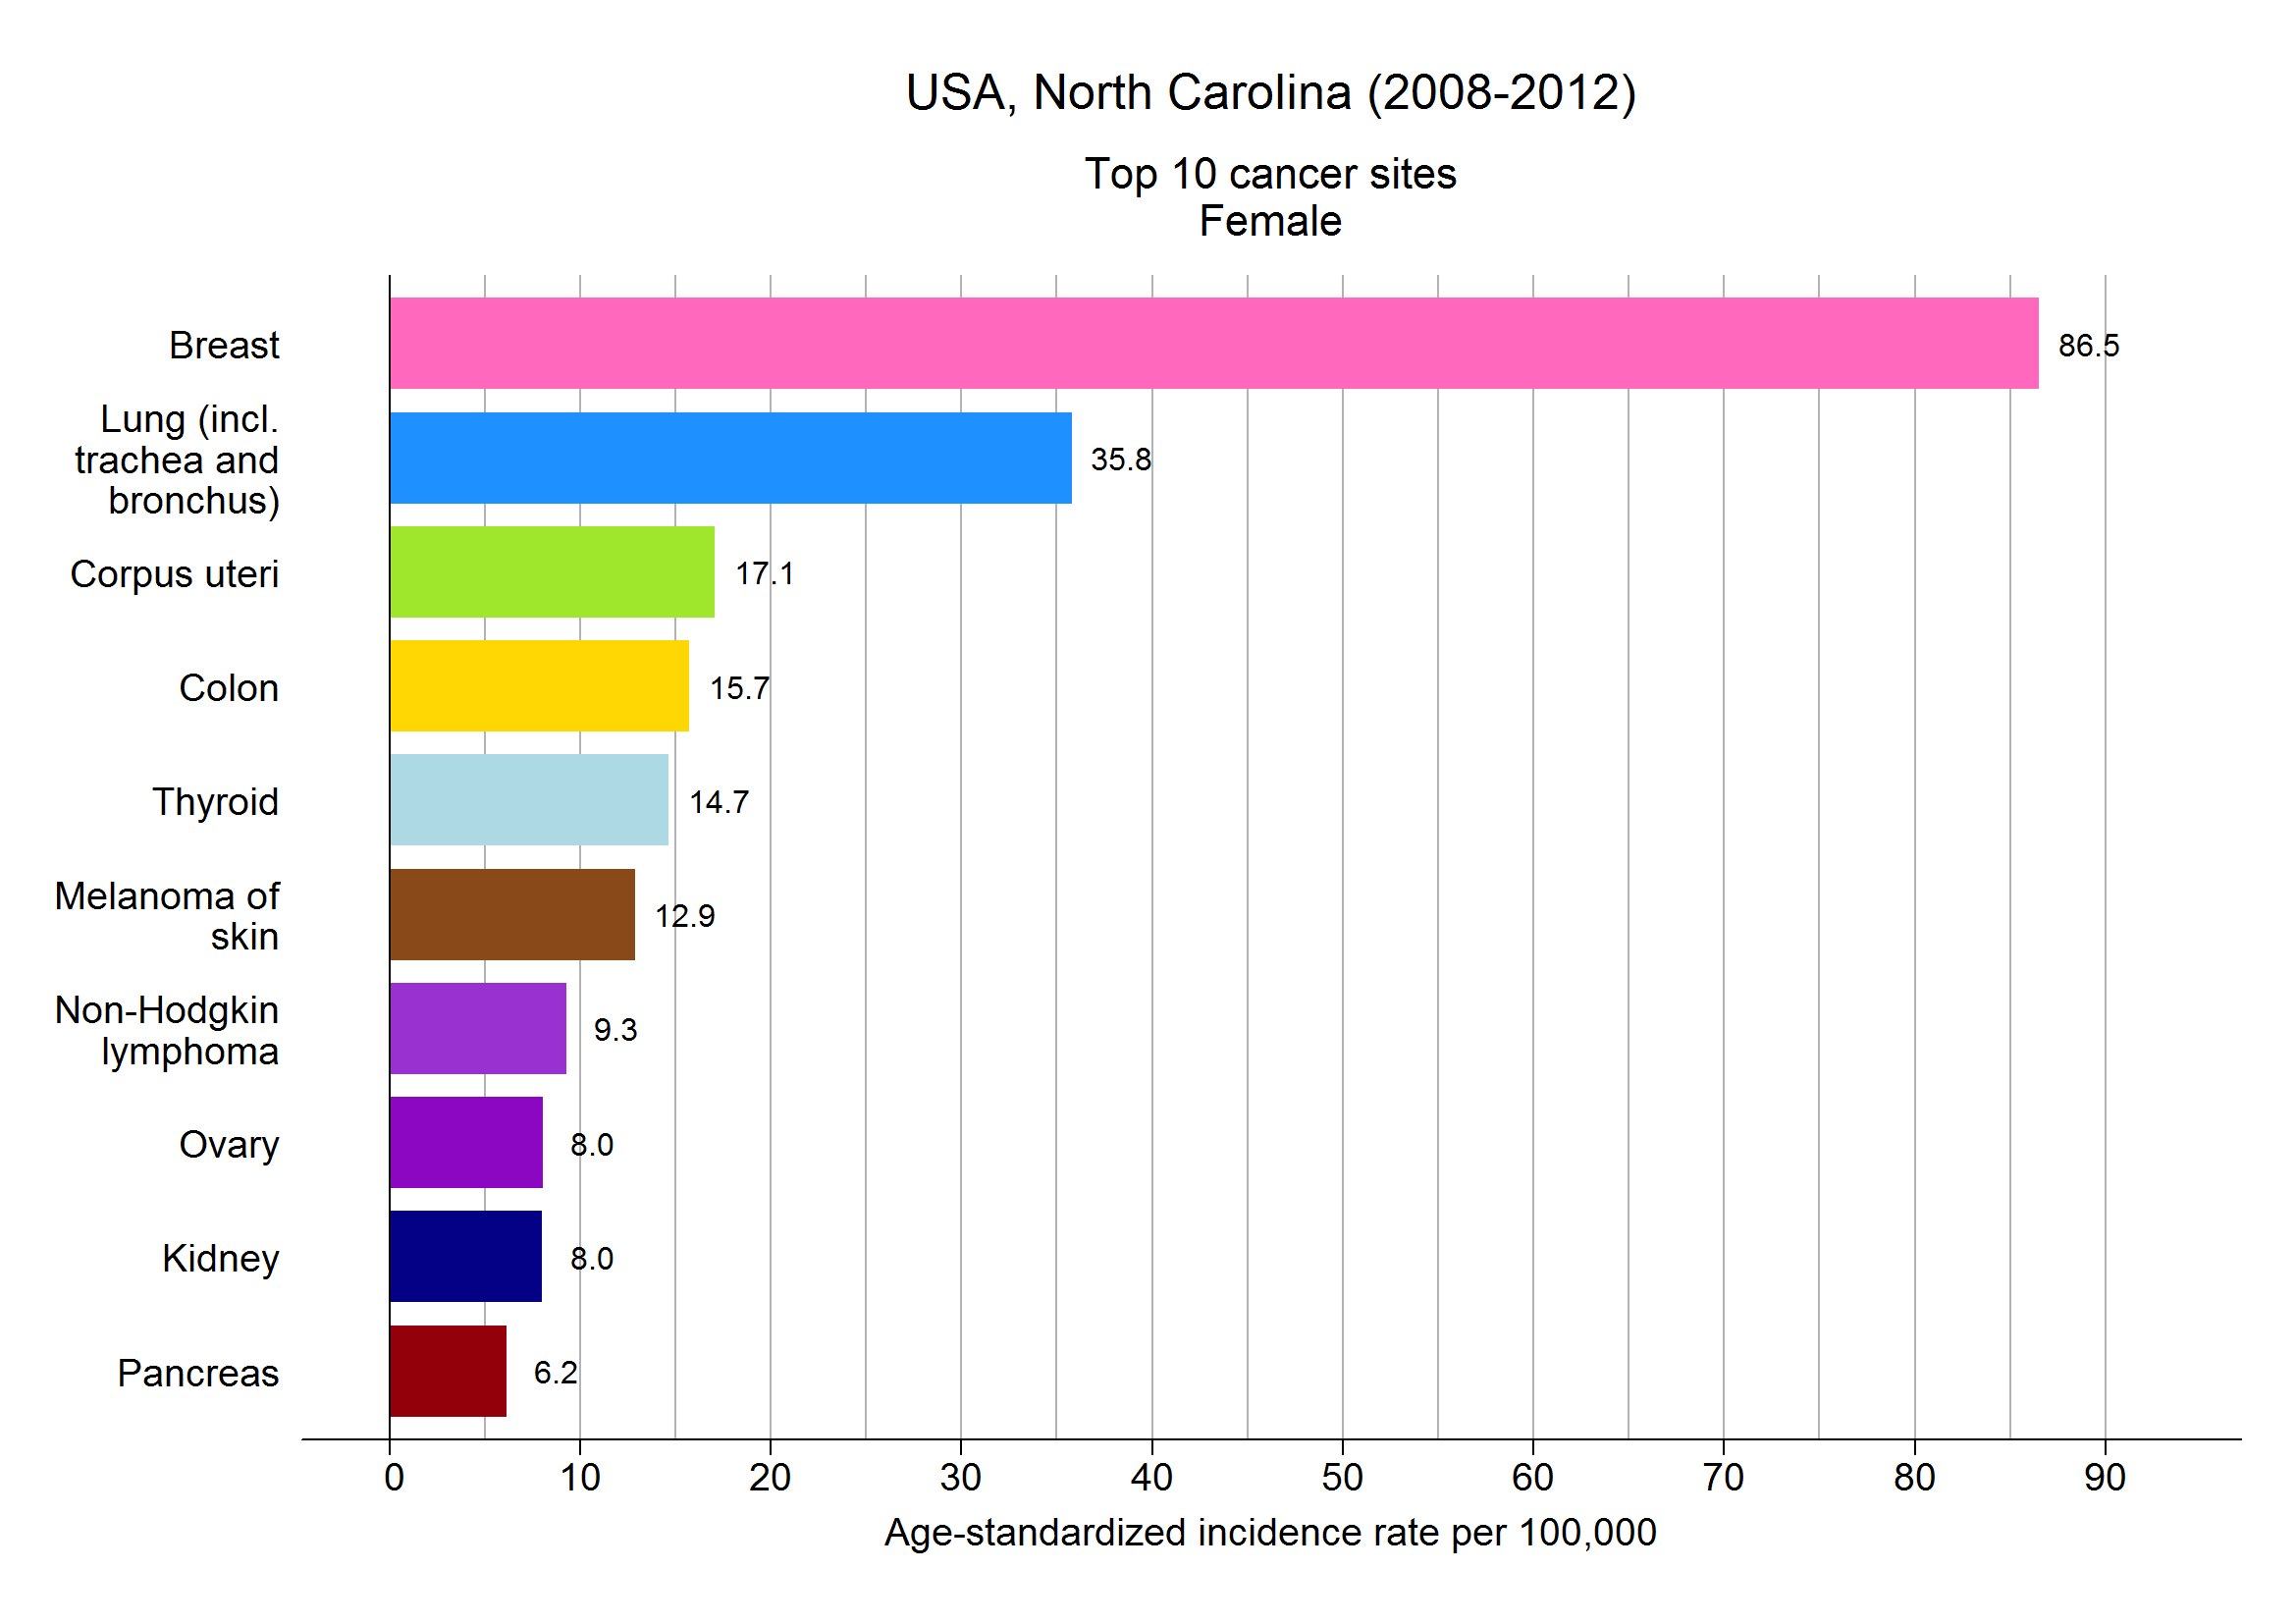 USA, North Carolina (2008-2012)
Top 10 cancer sites
Female
Breast
86.5
Lung (incl.
trachea and
bronchus)
35.8
Corpus uteri
17.1
Colon
15.7
Thyroid
14.7
Melanoma of
skin
12.9
Non-Hodgkin
lymphoma
9.3
Ovary
8.0
Kidney
8.0
Pancreas
6.2
0 10 20 30 40 50 60 70 80 90
Age-standardized incidence rate per 100,000